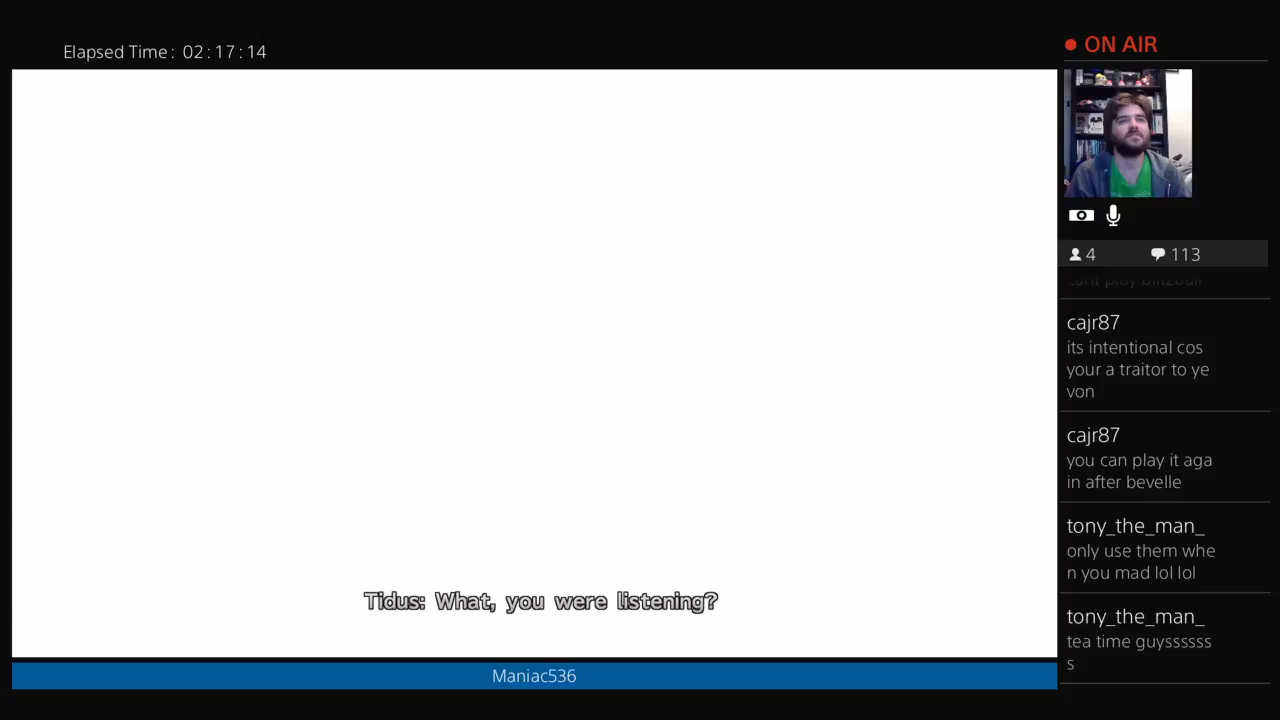 Elapsed Time: 02:17:14
ON AIR
4 113
play blitzball
cajr87
its intentional cos
your a traitor to ye
von
cajr87
you can play it aga
in after bevelle
tony_the_man_
only use them whe
n you mad lol lol
tony_the_man_
tea time guyssssss
s
Tidus: What, you were listening?
Maniac536